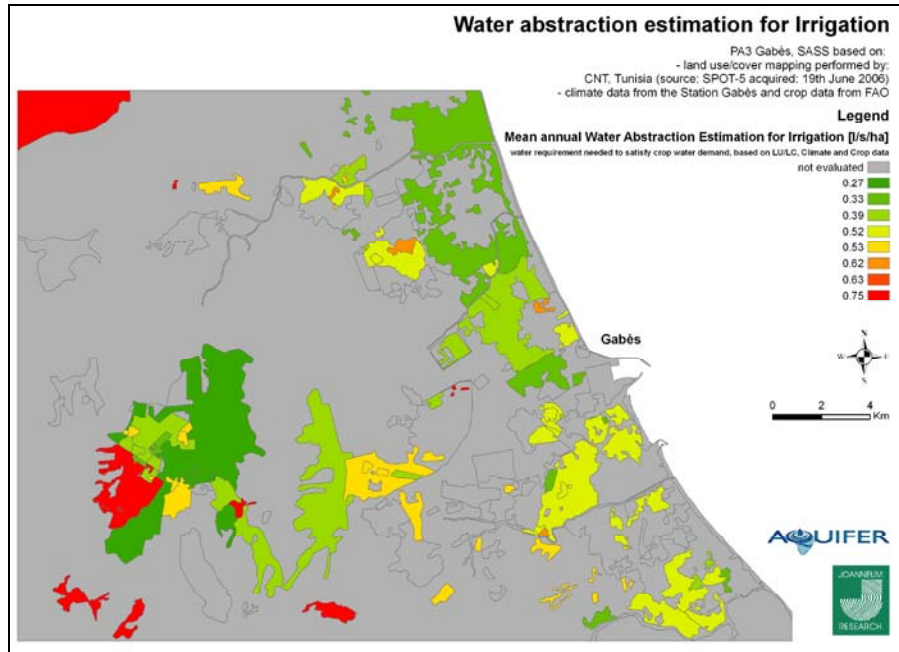 Water abstraction estimation for Irrigation
PA3 Gabès, SASS based on:
- land use/cover mapping performed by:
CNT, Tunisia (source: SPOT-5 acquired: 19th June 2006)
- climate data from the Station Gabès and crop data from FAO
Legend
Mean annual Water Abstraction Estimation for Irrigation [l/s/ha]
water requirement needed to satisfy crop water demand, based on LU/LC, Climate and Crop data
not evaluated
0.27
0.33
0.39
0.52
0.53
0.62
0.63
0.75
Gabès
N
W E
S
0 2 4
Km
AQUIFER
JOANNEUM
RESEARCH